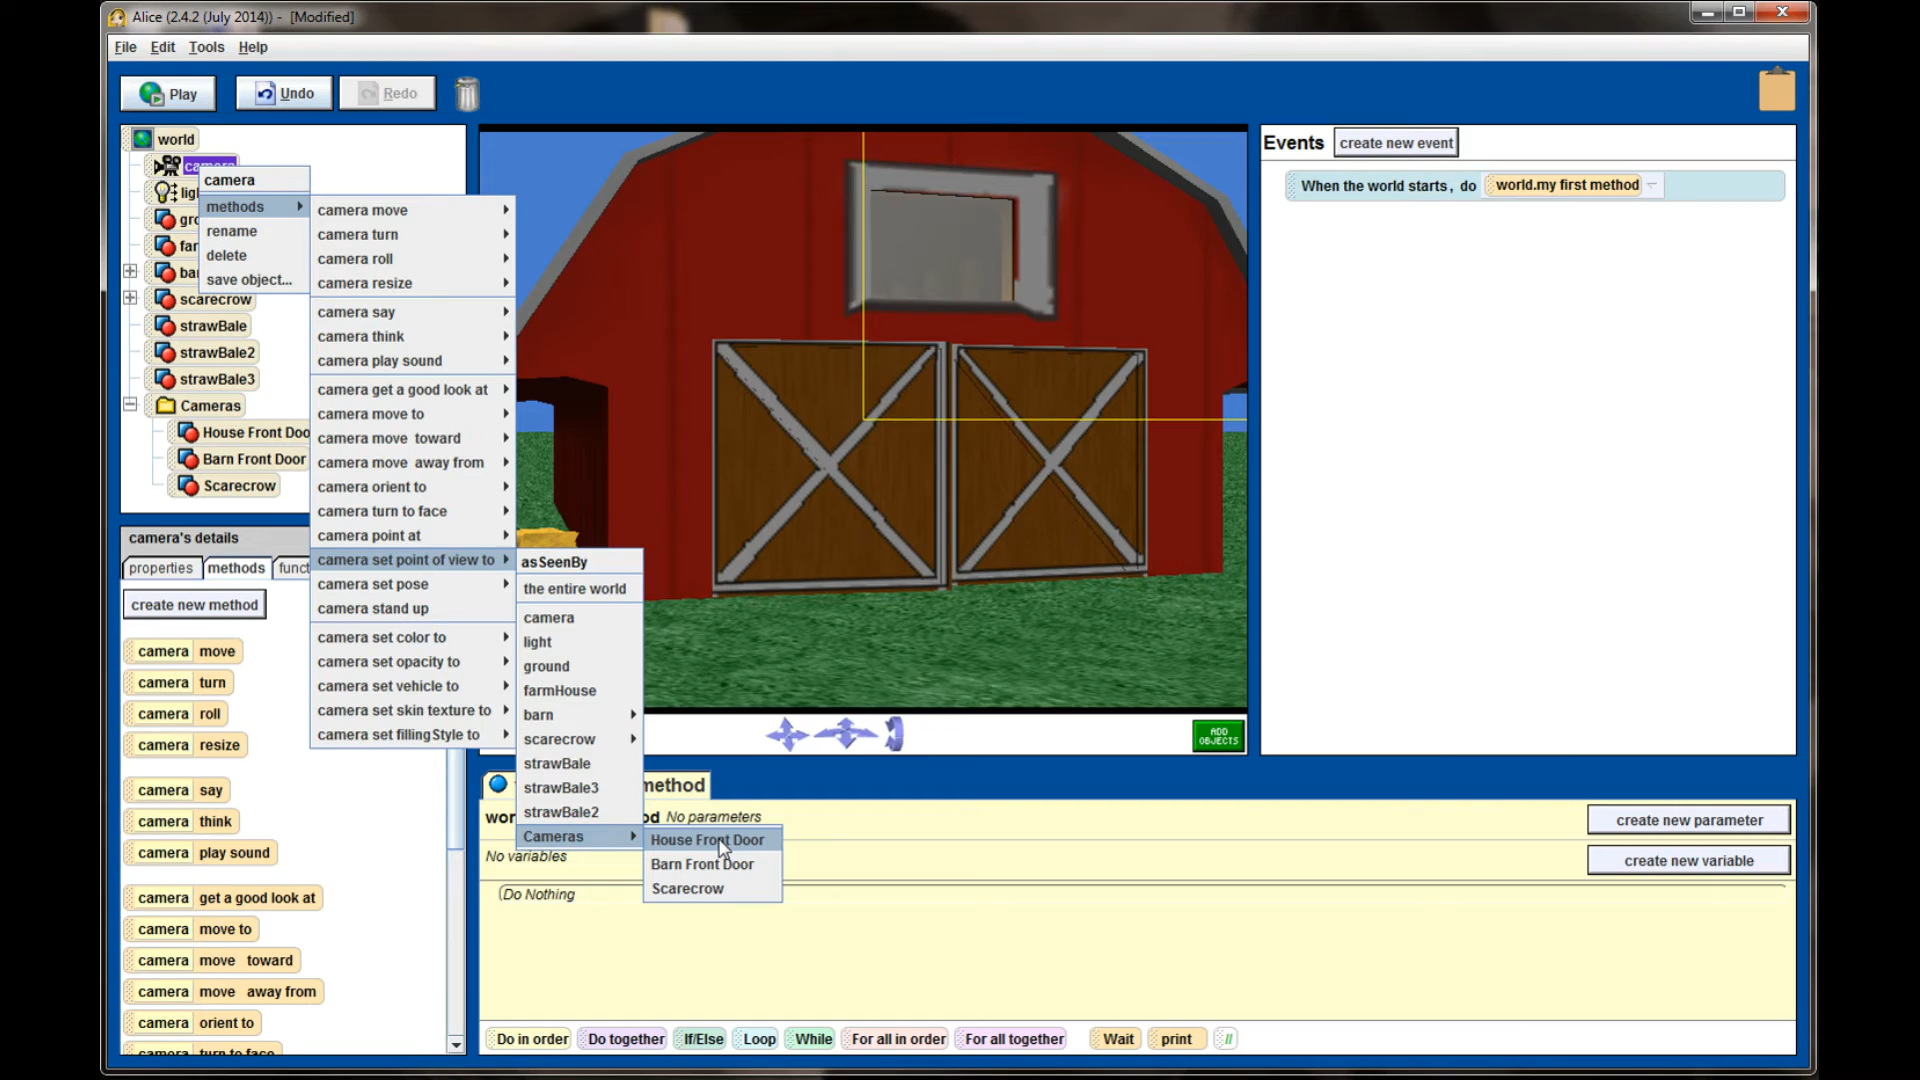 Alice (2.4.2 (July 2014)) - [Modified]
File Edit Tools Help
Play Undo Redo
world
camera
camera
methods
rename
delete
save object...
scarecrow
strawBale
strawBale2
strawBale3
Cameras
House Front Doo
Barn Front Door
Scarecrow
camera move
camera turn
camera roll
camera resize
camera say
camera think
camera play sound
camera get a good look at
camera move to
camera move toward
camera move away from
camera orient to
camera turn to face
camera point at
camera set point of view to
camera set pose
camera stand up
camera set color to
camera set opacity to
camera set vehicle to
camera set skin texture to
camera set fillingStyle to
asSeenBy
the entire world
camera
light
ground
farmHouse
barn
scarecrow
strawBale
strawBale3
strawBale2
Cameras
House Front Door
Barn Front Door
Scarecrow
ADD OBJECTS
Events create new event
When the world starts, do world.my first method
camera's details
properties methods funct
create new method
camera move
camera turn
camera roll
camera resize
camera say
camera think
camera play sound
camera get a good look at
camera move to
camera move toward
camera move away from
camera orient to
camera turn to face
method
wor d No parameters
create new parameter
No variables
create new variable
(Do Nothing
Do in order Do together If/Else Loop While For all in order For all together Wait print //